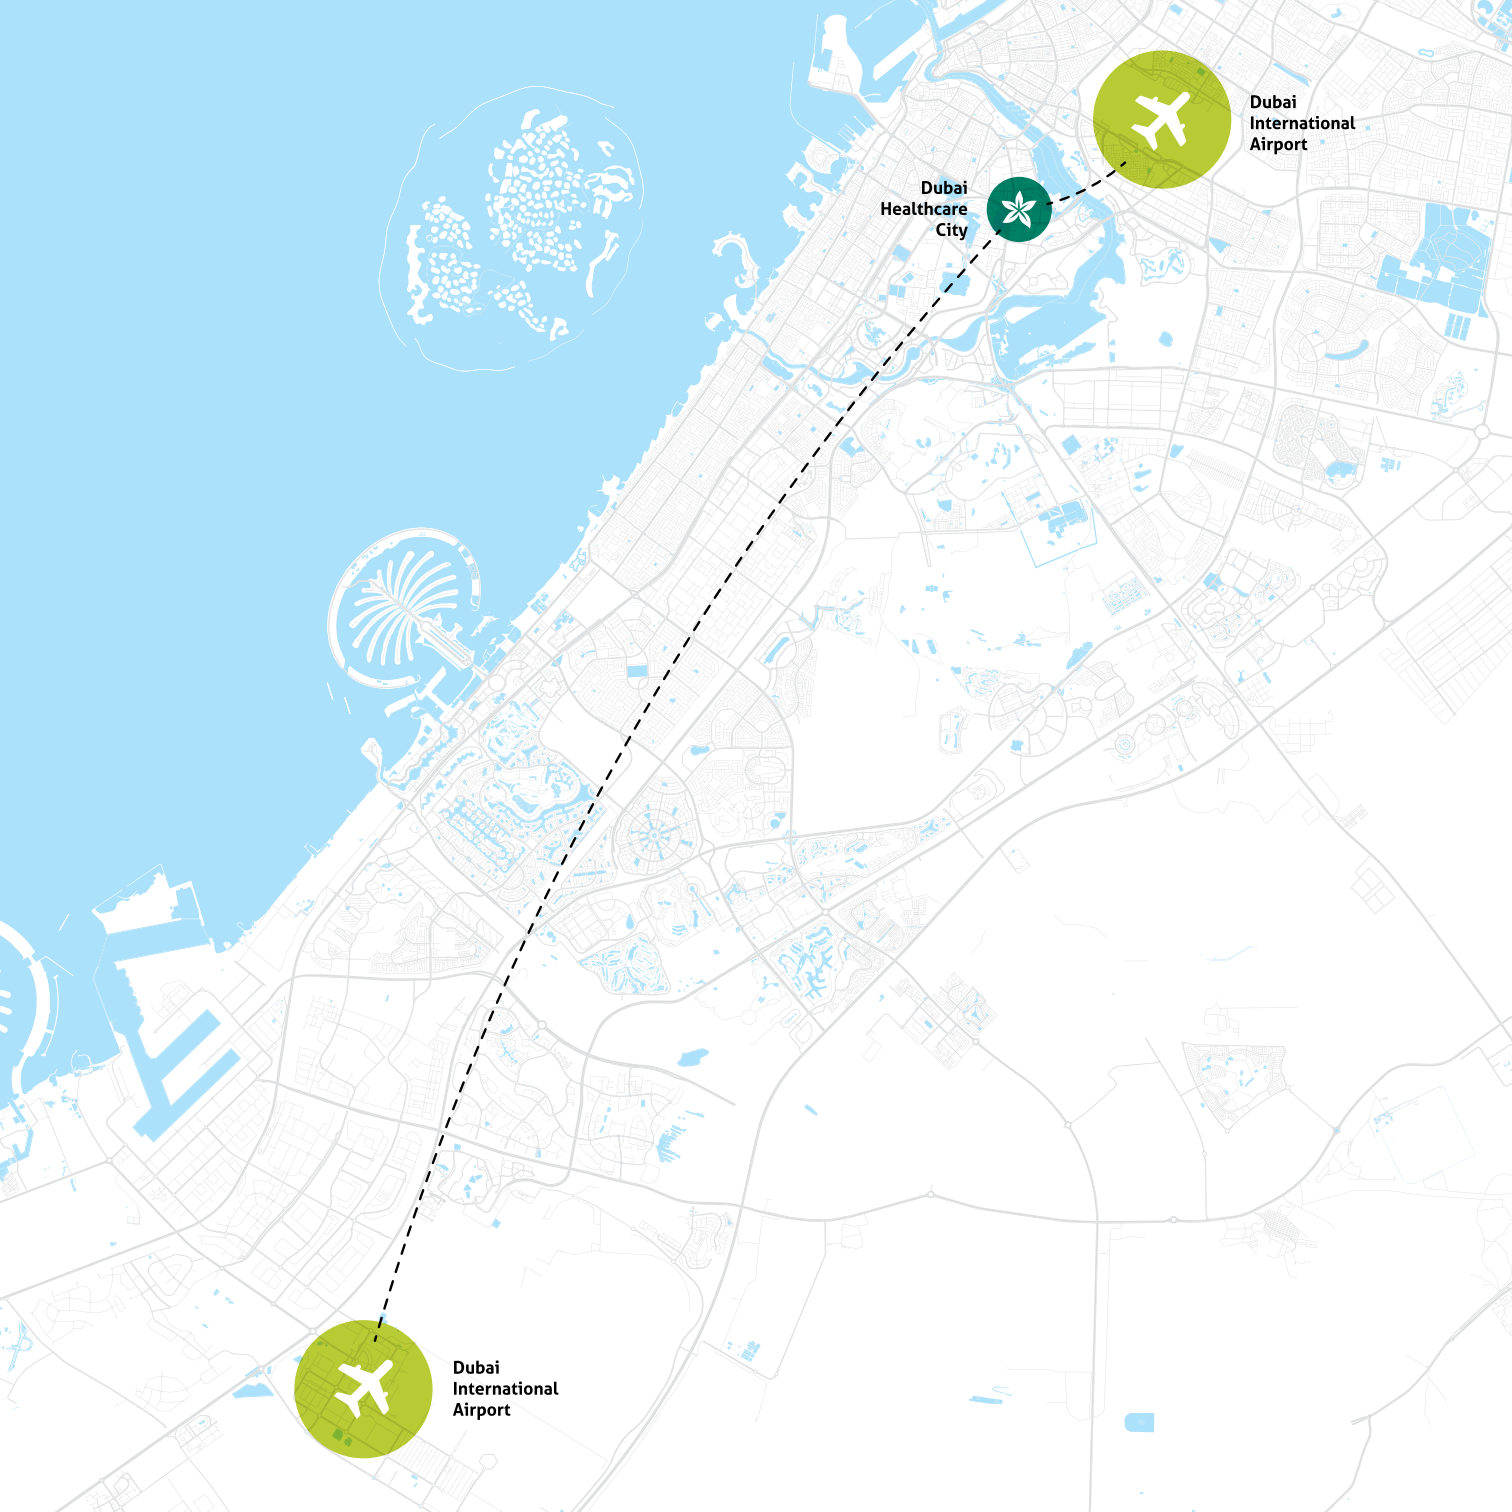 Dubai
International
Airport
Dubai
Healthcare
City
Dubai
International
Airport